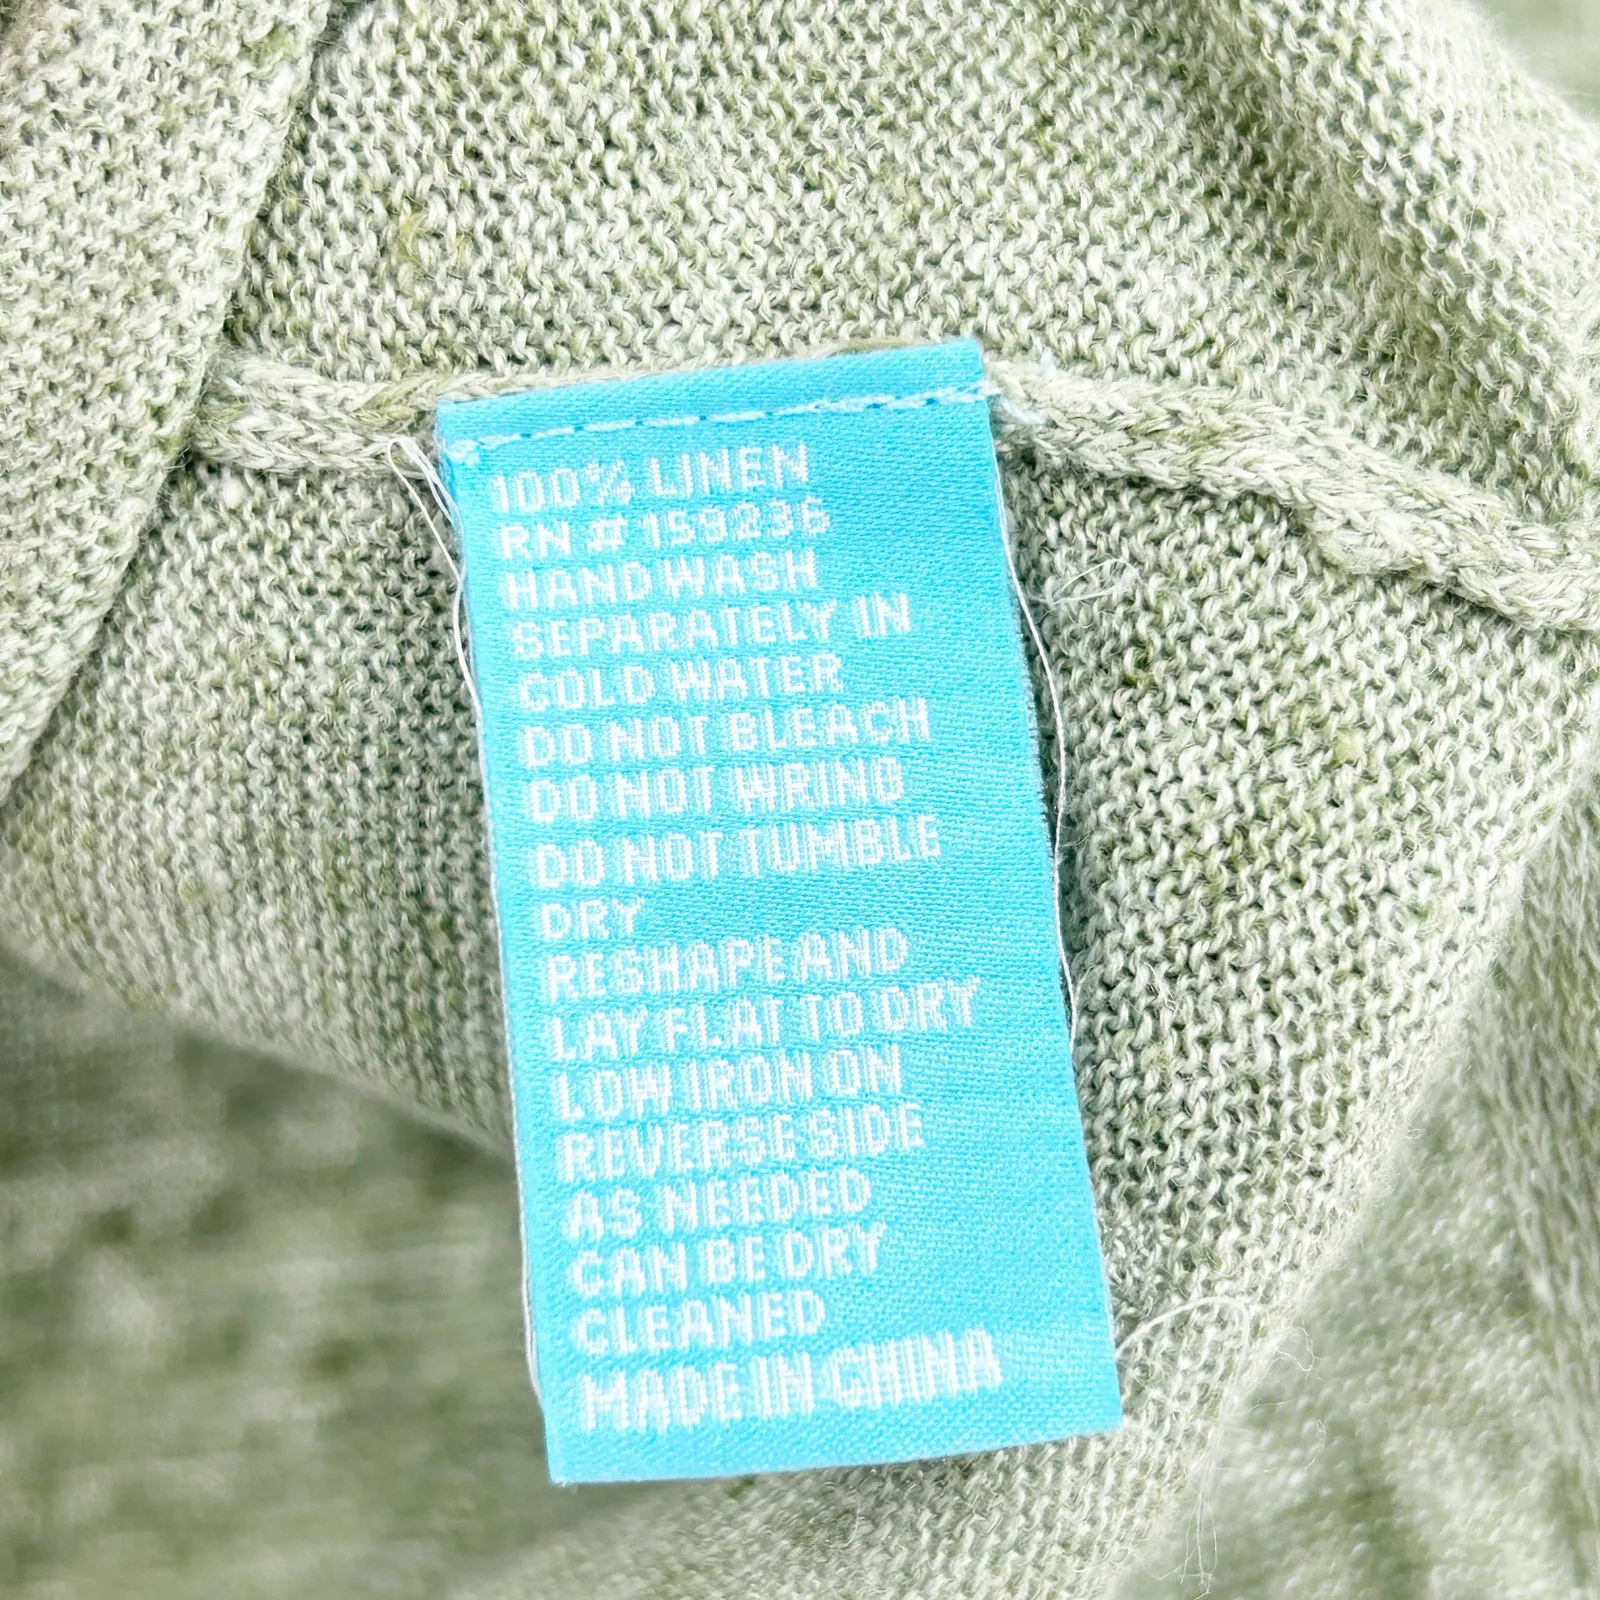 100% LINEN
RN # 159236
HAND WASH
SEPARATELY IN
COLD WATER
DO NOT BLEACH
DO NOT WRING
DO NOT TUMBLE
DRY
RESHAPE AND
LAY FLAT TO DRY
LOW IRON ON
REVERSE SIDE
AS NEEDED
CAN BE DRY
CLEANED
MADE IN CHINA